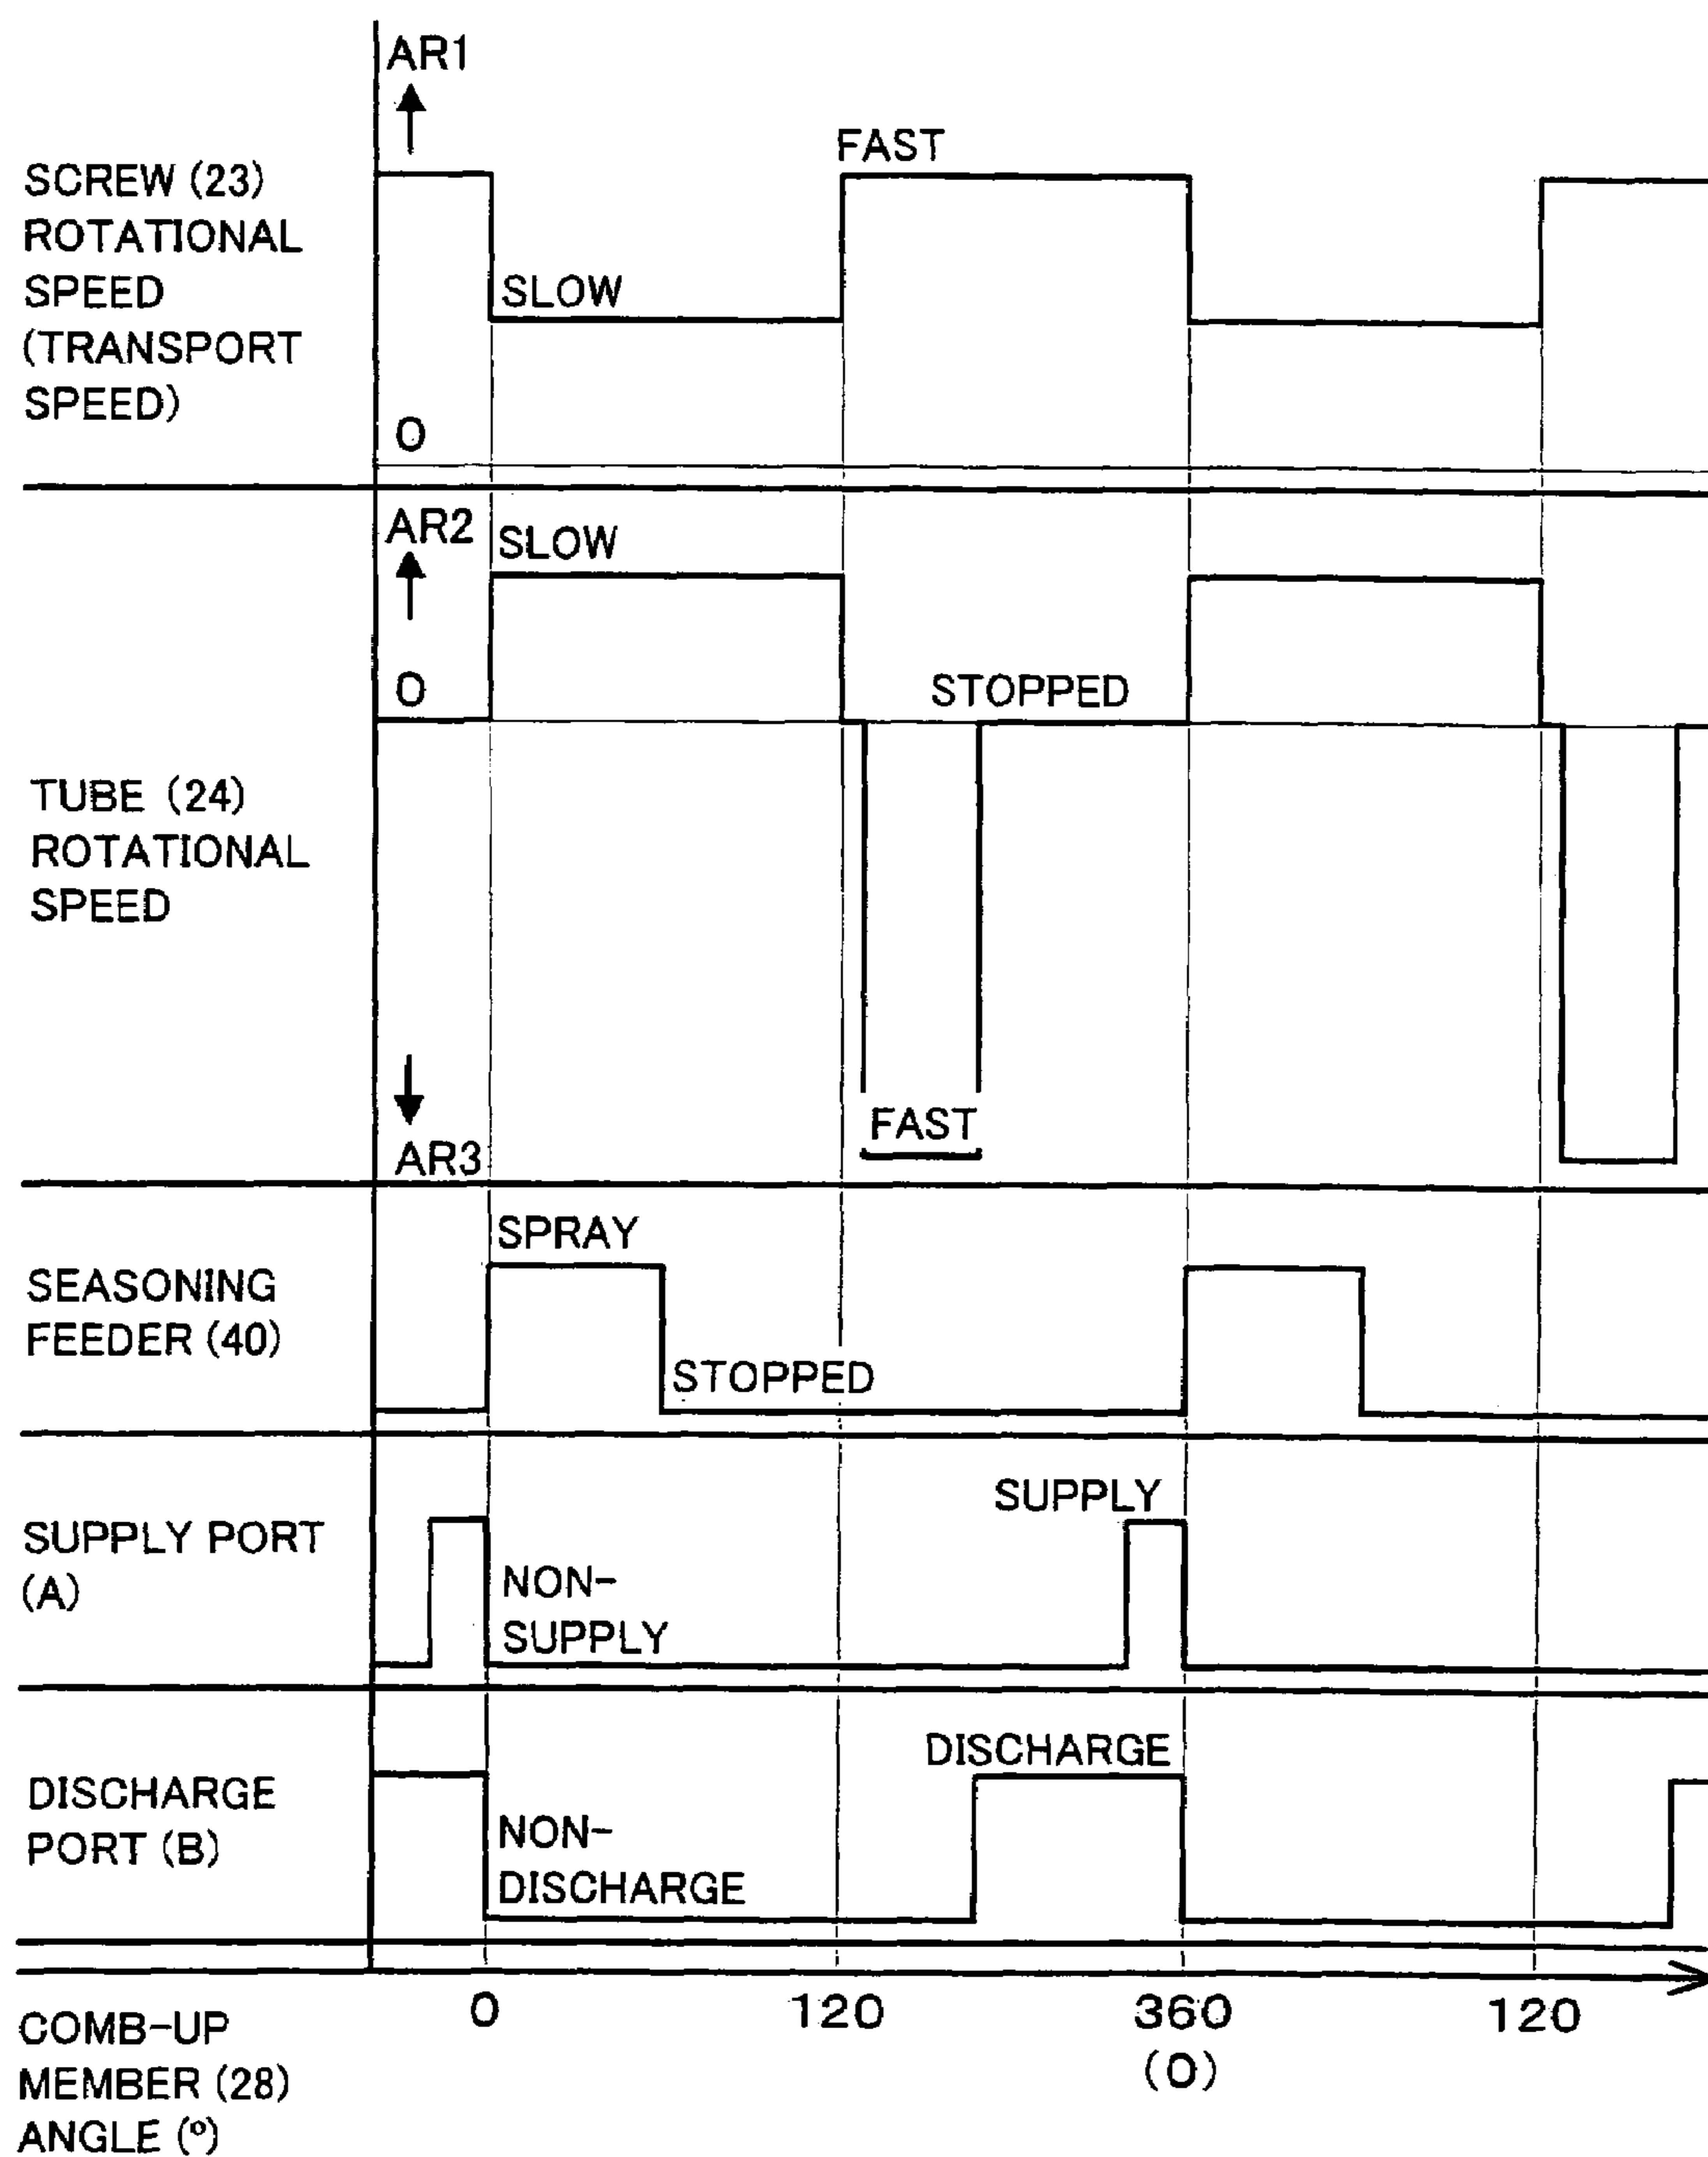 AR1
FAST
SCREW (23)
ROTATIONAL
SPEED
(TRANSPORT
SPEED)
SLOW
0
AR2
SLOW
0
STOPPED
TUBE (24)
ROTATIONAL
SPEED
FAST
AR3
SPRAY
SEASONING
FEEDER (40)
STOPPED
SUPPLY
SUPPLY PORT
(A)
NON-
SUPPLY
DISCHARGE
DISCHARGE
PORT (B)
NON-
DISCHARGE
0 120 360 120
(0)
COMB-UP
MEMBER (28)
ANGLE (°)